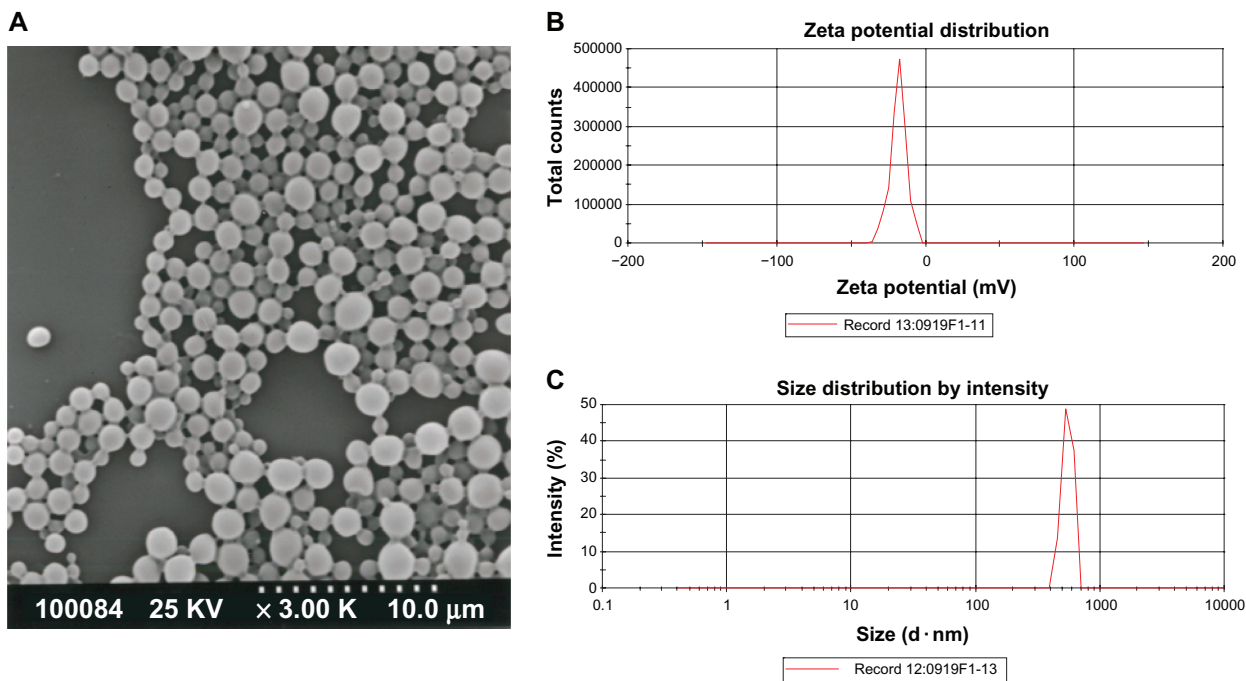 A
100084 25 KV × 3.00 K 10.0 μm
B
Zeta potential distribution
Total counts
500000
400000
300000
200000
100000
0
−200 −100 0 100 200
Zeta potential (mV)
Record 13:0919F1-11
C
Size distribution by intensity
Intensity (%)
50
40
30
20
10
0
0.1 1 10 100 1000 10000
Size (d·nm)
Record 12:0919F1-13